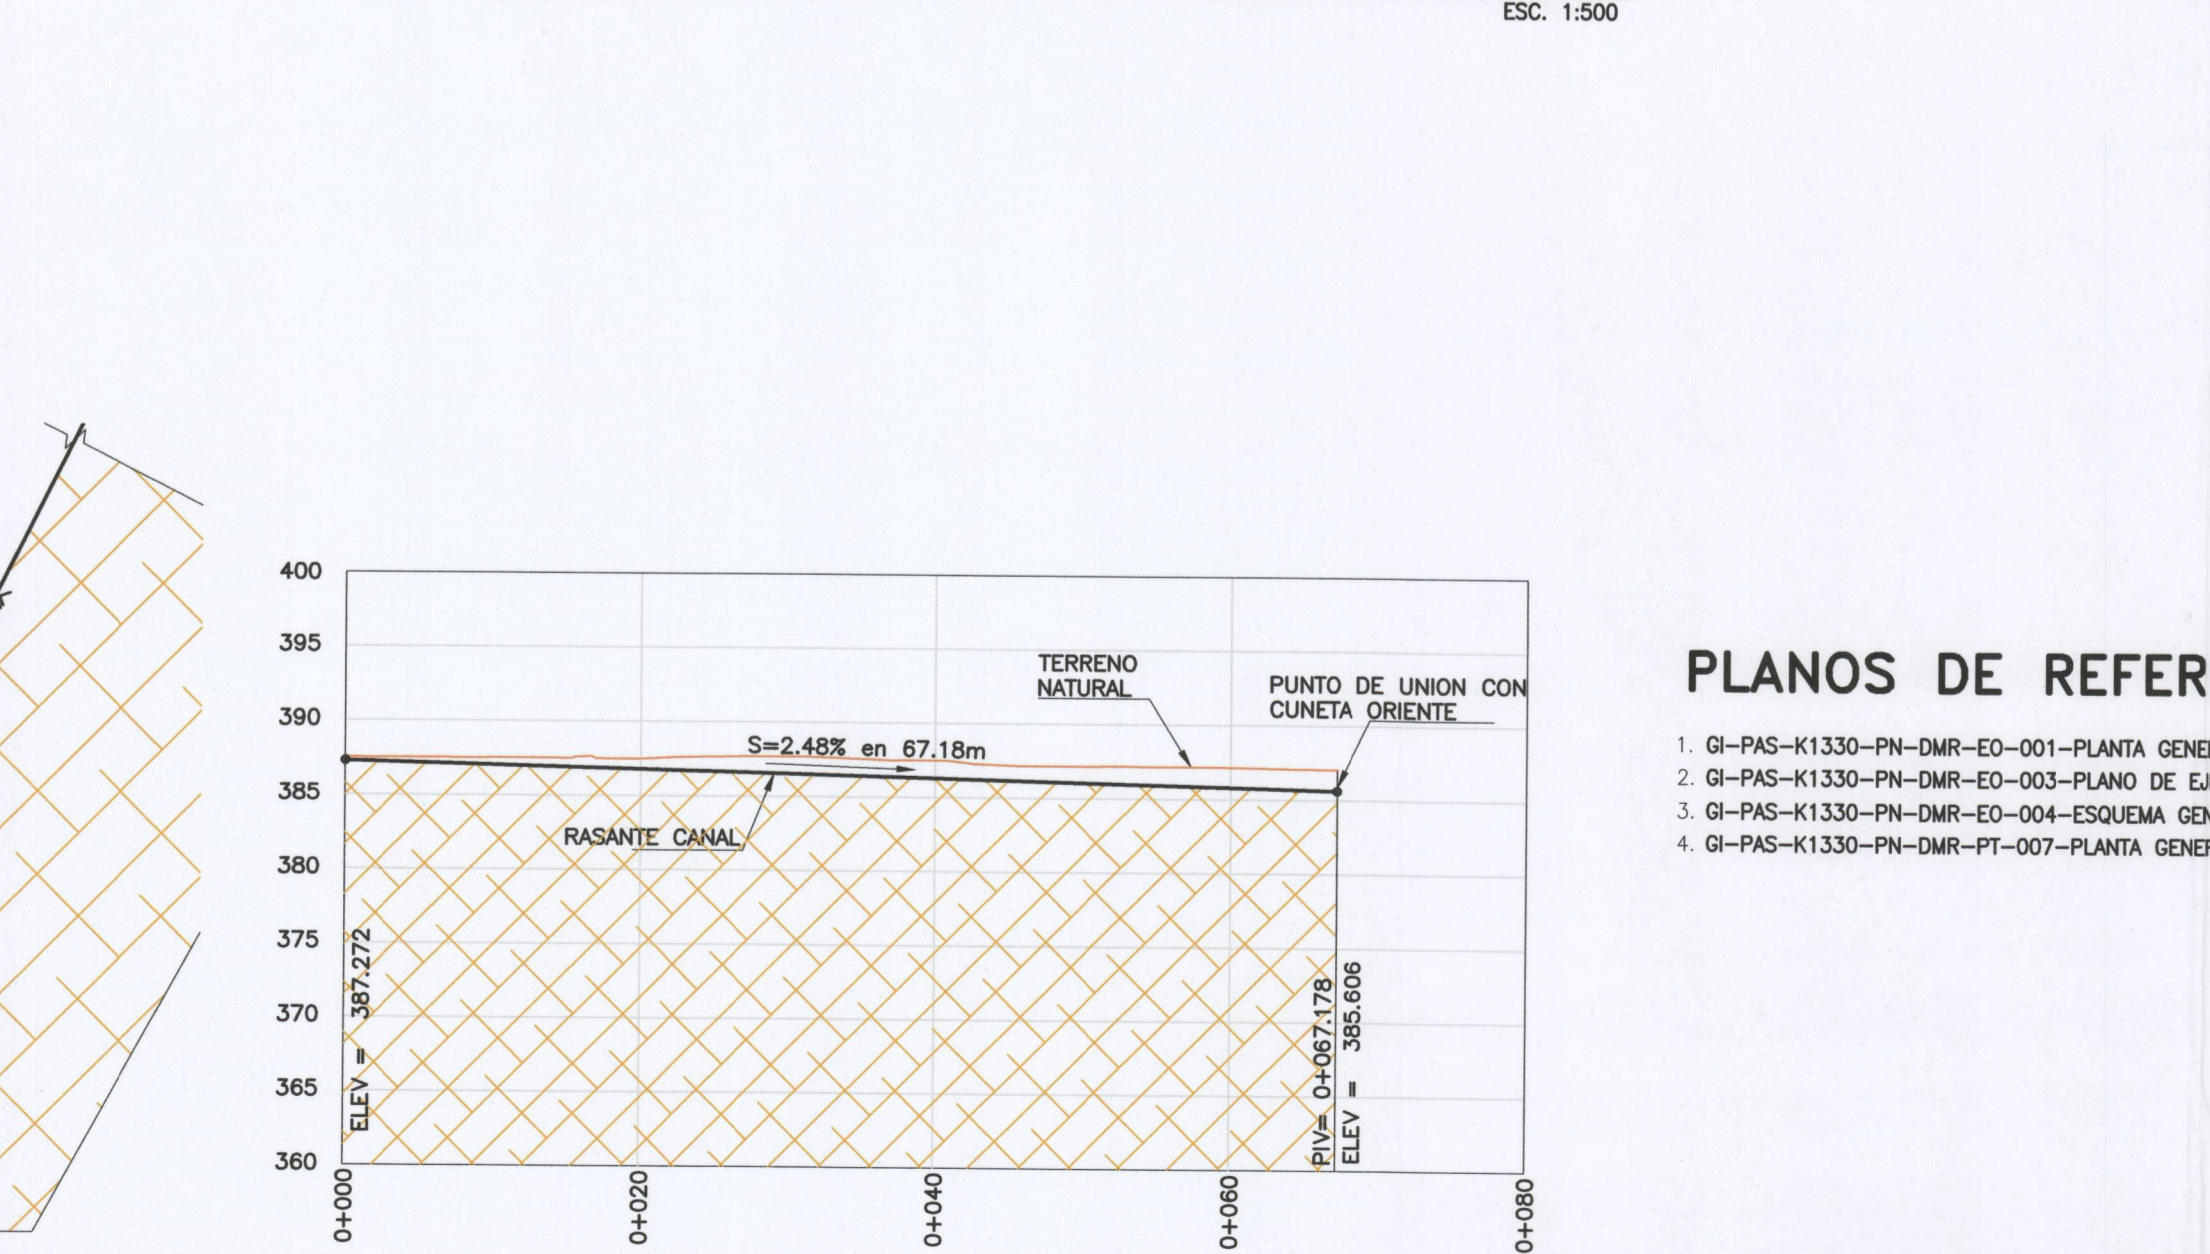 ESC. 1:500
400
395
390
385
380
375
370
365
360
TERRENO
NATURAL
PUNTO DE UNION CON
CUNETA ORIENTE
S=2.48% en 67.18m
RASANTE CANAL
ELEV = 387.272
PIV= 0+067.178
ELEV = 385.606
0+000
0+020
0+040
0+060
0+080
PLANOS DE REFER
1. GI-PAS-K1330-PN-DMR-EO-001-PLANTA GENE
2. GI-PAS-K1330-PN-DMR-EO-003-PLANO DE EJ
3. GI-PAS-K1330-PN-DMR-EO-004-ESQUEMA GEN
4. GI-PAS-K1330-PN-DMR-PT-007-PLANTA GENER